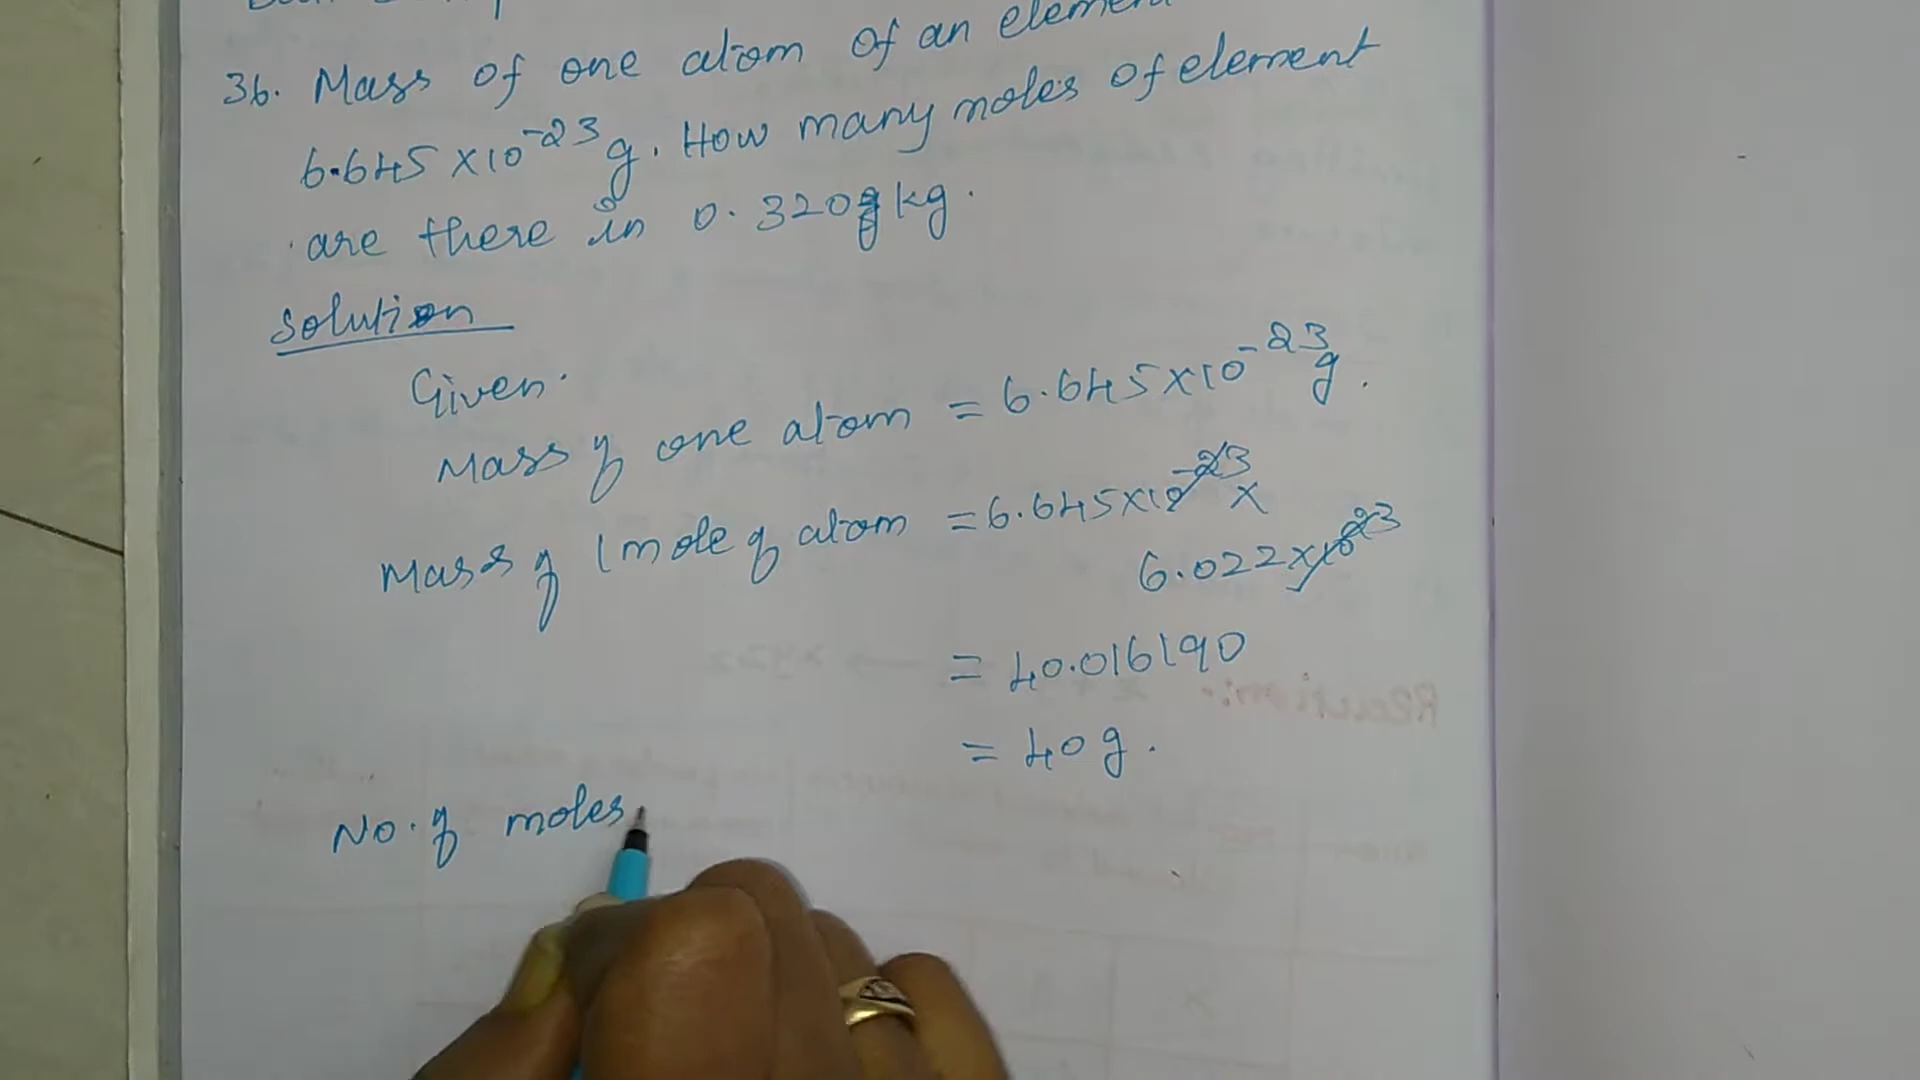 36. Mass of one atom of an element
6.645 x 10⁻²³ g. How many moles of element
are there in 0.320 kg.
Solution
Given.
Mass of one atom = 6.645 x 10⁻²³ g.
Mass of 1 mole of atom = 6.645 x 10⁻²³ x
6.022 x 10²³
= 40.016190
= 40 g.
No. of moles